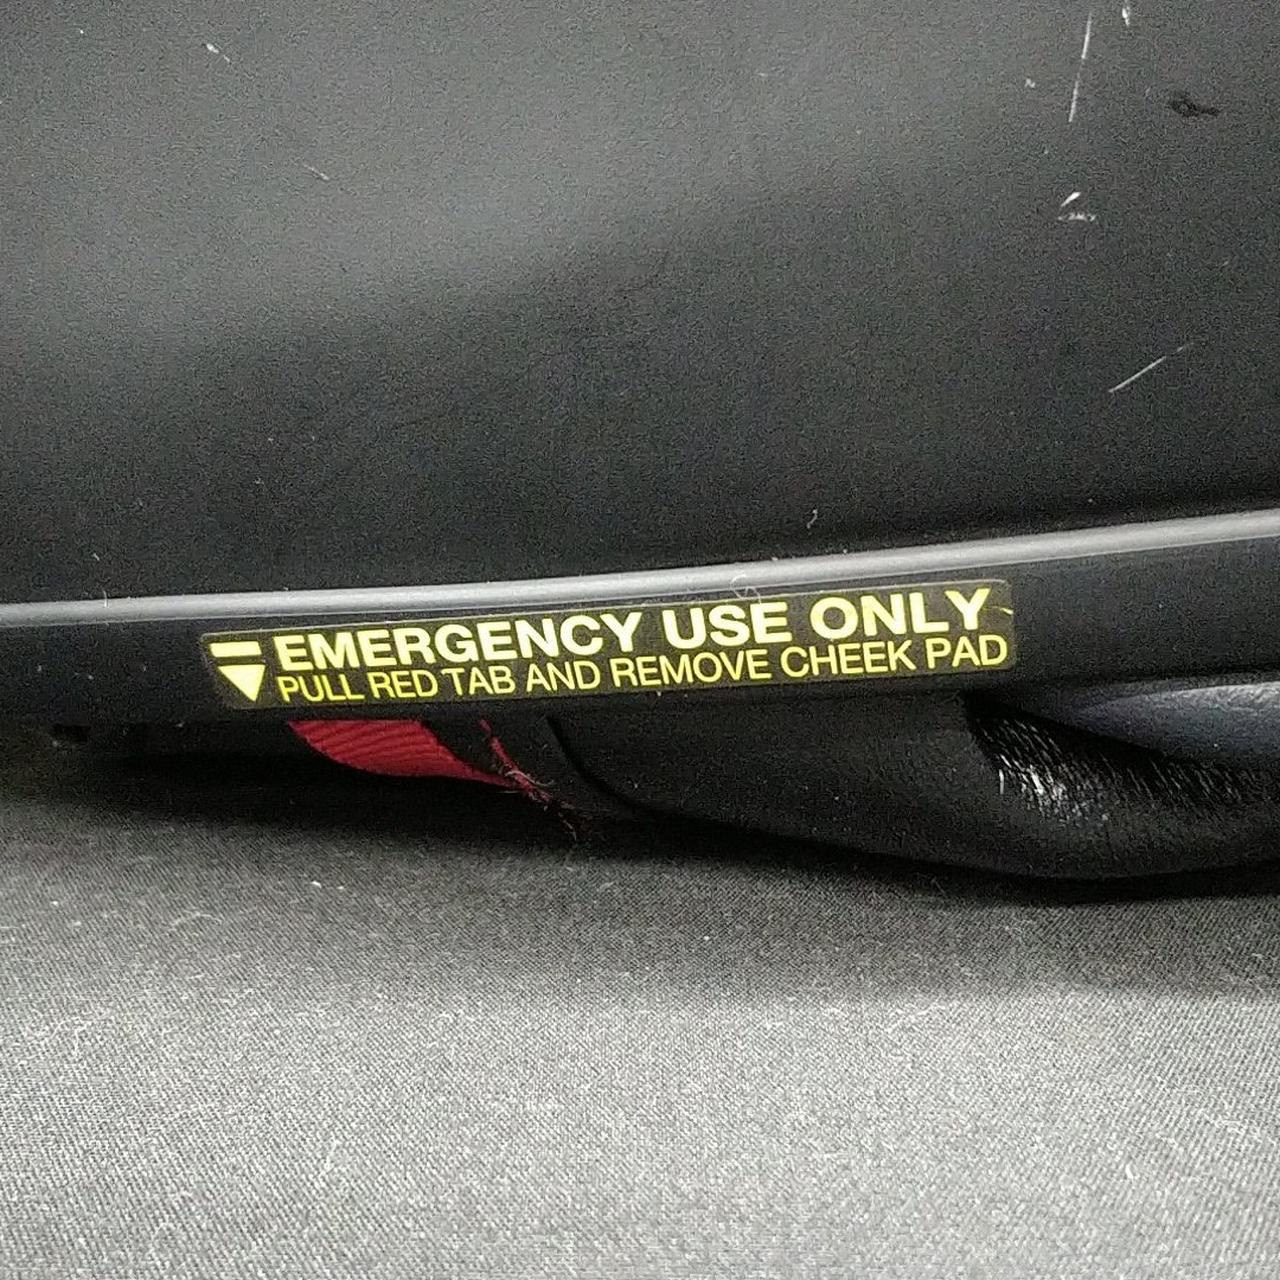 EMERGENCY USE ONLY
PULL RED TAB AND REMOVE CHEEK PAD